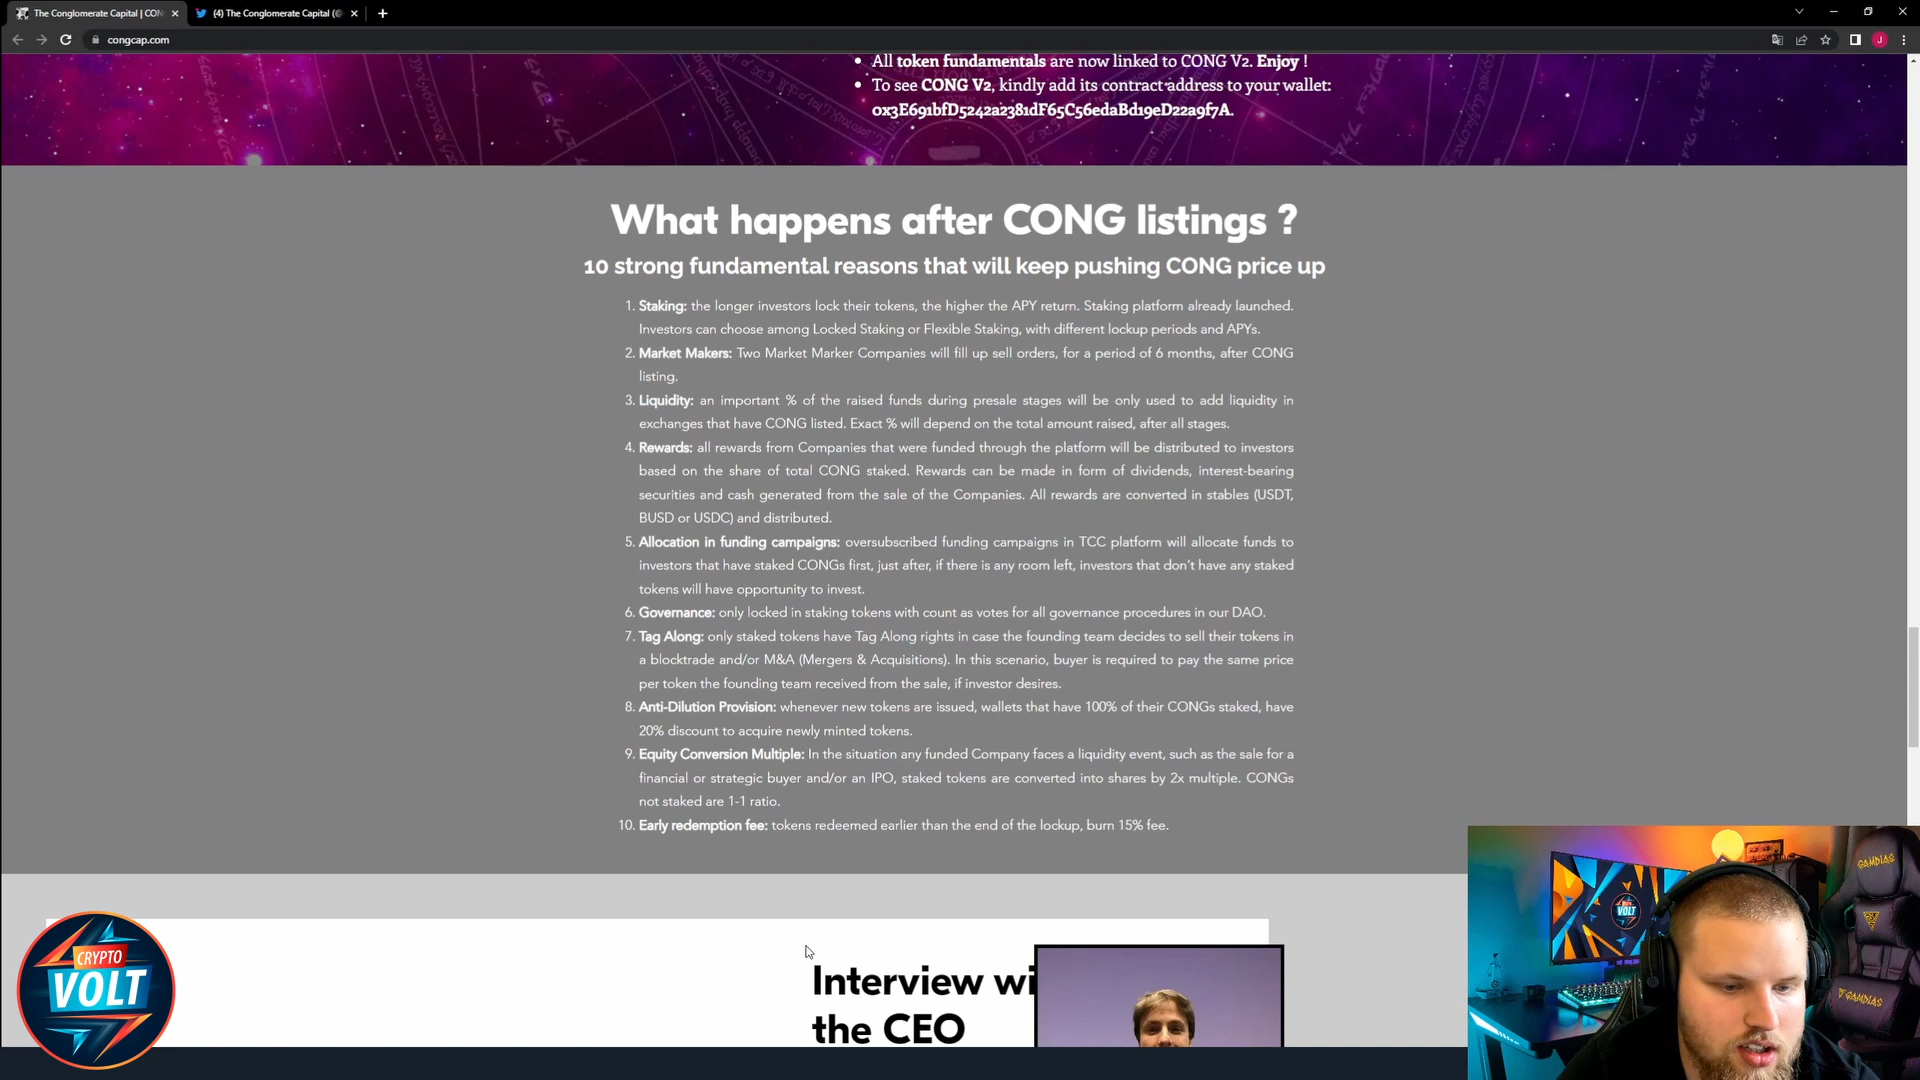 The Conglomerate Capital | CON
(4) The Conglomerate Capital (@
congcap.com
J
• All token fundamentals are now linked to CONG V2. Enjoy !
• To see CONG V2, kindly add its contract address to your wallet:
0x3E691bfD5242a2381dF65C56edaBd19eD22a9f7A.
What happens after CONG listings ?
10 strong fundamental reasons that will keep pushing CONG price up
1. Staking: the longer investors lock their tokens, the higher the APY return. Staking platform already launched.
Investors can choose among Locked Staking or Flexible Staking, with different lockup periods and APYs.
2. Market Makers: Two Market Marker Companies will fill up sell orders, for a period of 6 months, after CONG
listing.
3. Liquidity: an important % of the raised funds during presale stages will be only used to add liquidity in
exchanges that have CONG listed. Exact % will depend on the total amount raised, after all stages.
4. Rewards: all rewards from Companies that were funded through the platform will be distributed to investors
based on the share of total CONG staked. Rewards can be made in form of dividends, interest-bearing
securities and cash generated from the sale of the Companies. All rewards are converted in stables (USDT,
BUSD or USDC) and distributed.
5. Allocation in funding campaigns: oversubscribed funding campaigns in TCC platform will allocate funds to
investors that have staked CONGs first, just after, if there is any room left, investors that don't have any staked
tokens will have opportunity to invest.
6. Governance: only locked in staking tokens with count as votes for all governance procedures in our DAO.
7. Tag Along: only staked tokens have Tag Along rights in case the founding team decides to sell their tokens in
a blocktrade and/or M&A (Mergers & Acquisitions). In this scenario, buyer is required to pay the same price
per token the founding team received from the sale, if investor desires.
8. Anti-Dilution Provision: whenever new tokens are issued, wallets that have 100% of their CONGs staked, have
20% discount to acquire newly minted tokens.
9. Equity Conversion Multiple: In the situation any funded Company faces a liquidity event, such as the sale for a
financial or strategic buyer and/or an IPO, staked tokens are converted into shares by 2x multiple. CONGs
not staked are 1-1 ratio.
10. Early redemption fee: tokens redeemed earlier than the end of the lockup, burn 15% fee.
Interview wi
the CEO
CRYPTO
VOLT
VOLT
GAMDIAS
GAMDIAS